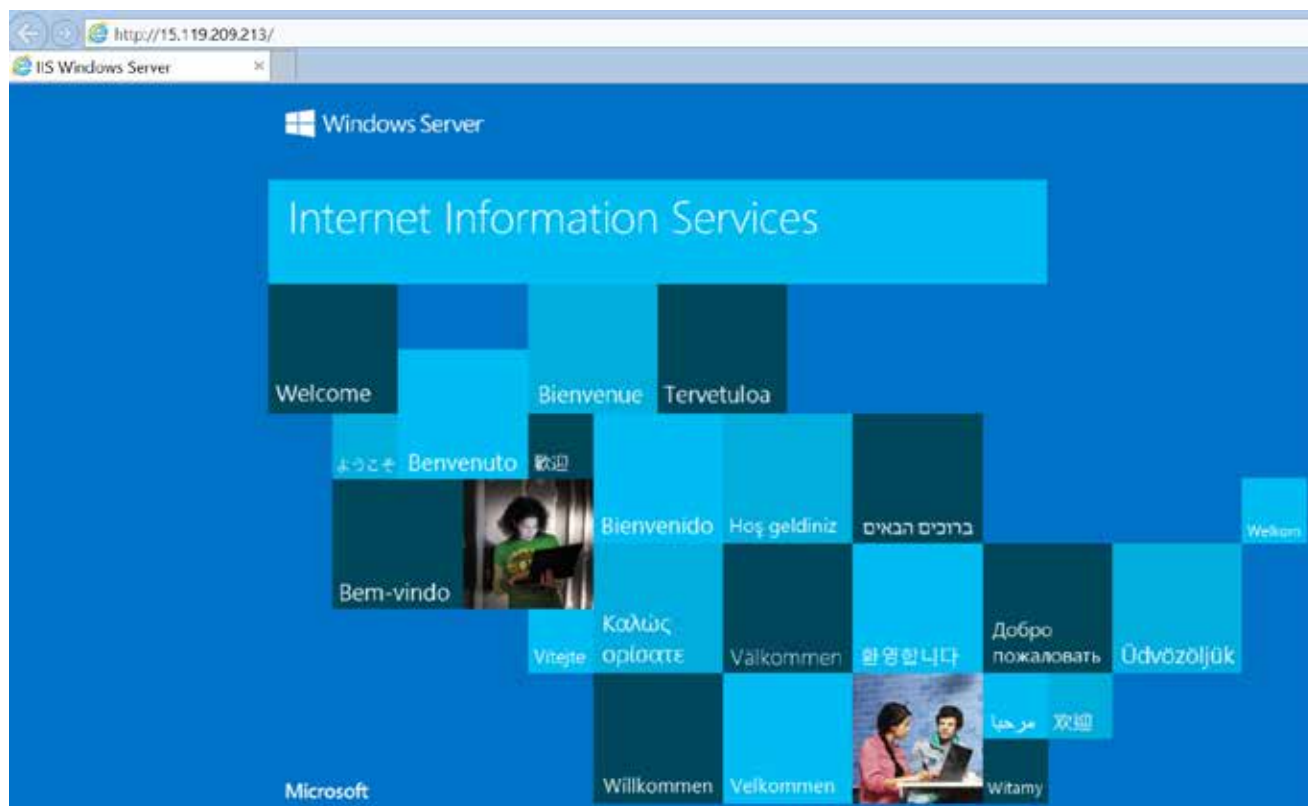 http://15.119.209.213/
IIS Windows Server
Windows Server
Internet Information Services
Welcome
Bienvenue
Tervetuloa
ようこそ
Benvenuto
歡迎
Bienvenido
Hoş geldiniz
ברוכים הבאים
Welkom
Bem-vindo
Vítejte
Καλώς
ορίσατε
Välkommen
환영합니다
Добро
пожаловать
Üdvözöljük
مرحبا
欢迎
Microsoft
Willkommen
Velkommen
Witamy